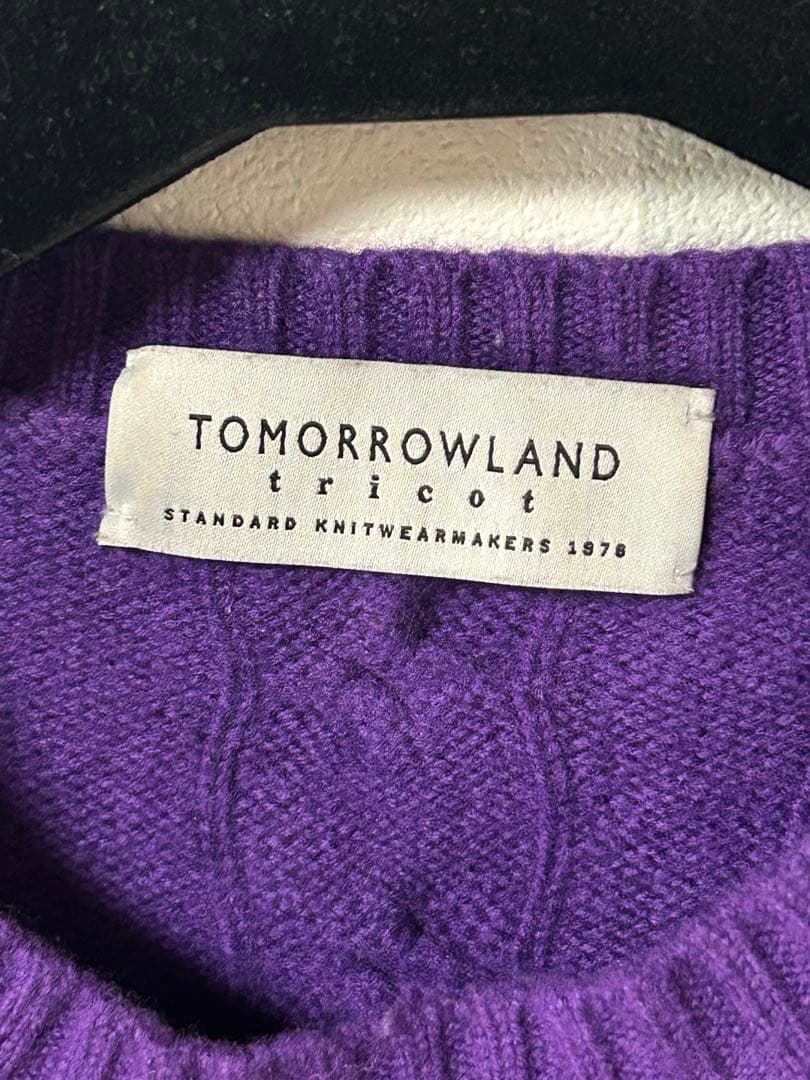 TOMORROWLAND
tricot
STANDARD KNITWEARMAKERS 1978